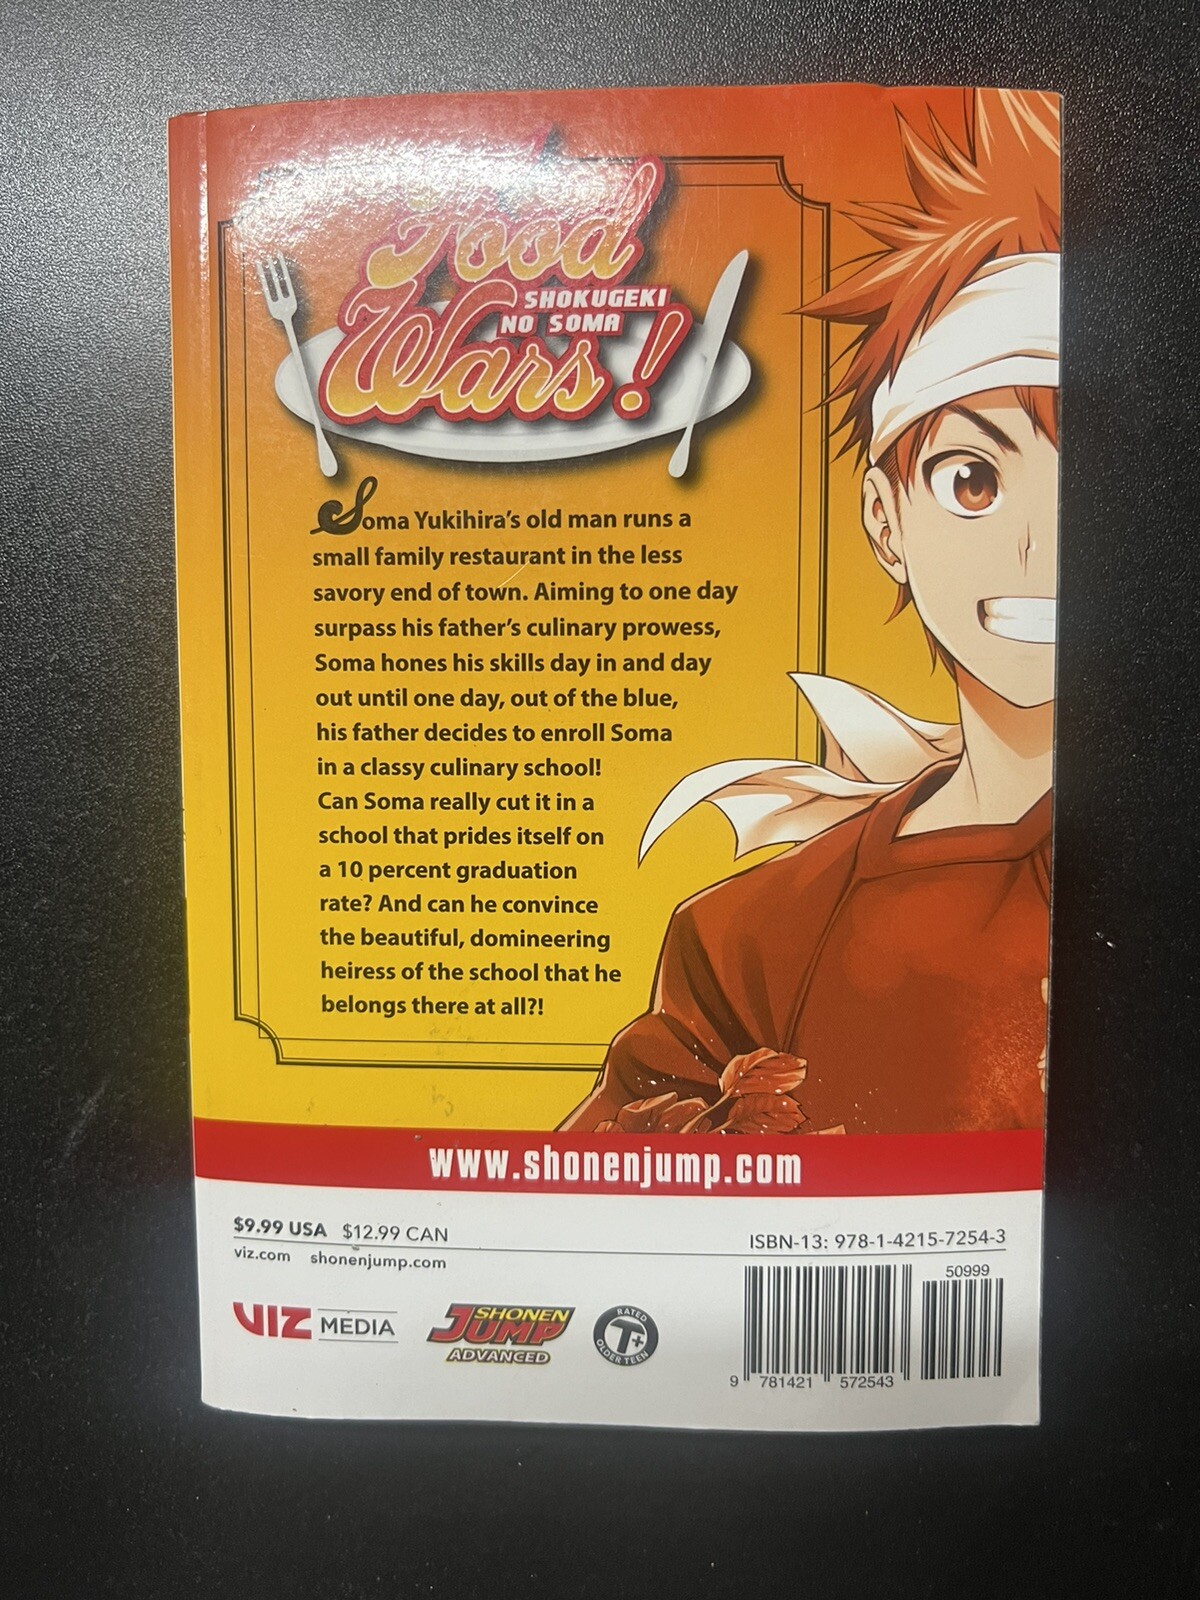 Food
SHOKUGEKI
NO SOMA
Wars!
Soma Yukihira's old man runs a
small family restaurant in the less
savory end of town. Aiming to one day
surpass his father's culinary prowess,
Soma hones his skills day in and day
out until one day, out of the blue,
his father decides to enroll Soma
in a classy culinary school!
Can Soma really cut it in a
school that prides itself on
a 10 percent graduation
rate? And can he convince
the beautiful, domineering
heiress of the school that he
belongs there at all?!
www.shonenjump.com
$9.99 USA $12.99 CAN
viz.com shonenjump.com
ISBN-13: 978-1-4215-7254-3
50999
VIZ MEDIA
SHONEN
JUMP
ADVANCED
RATED
T+
OLDER TEEN
9 781421 572543